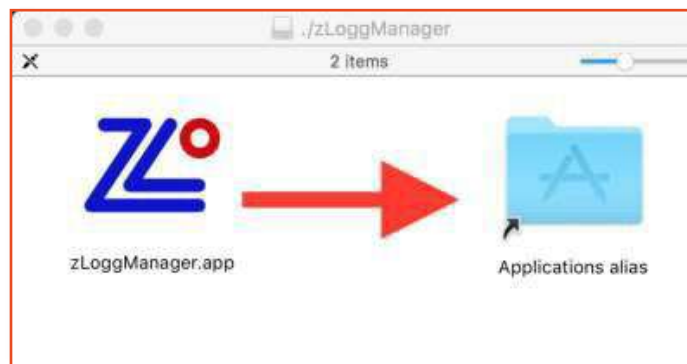 ./zLoggManager
2 items
zLoggManager.app
Applications alias